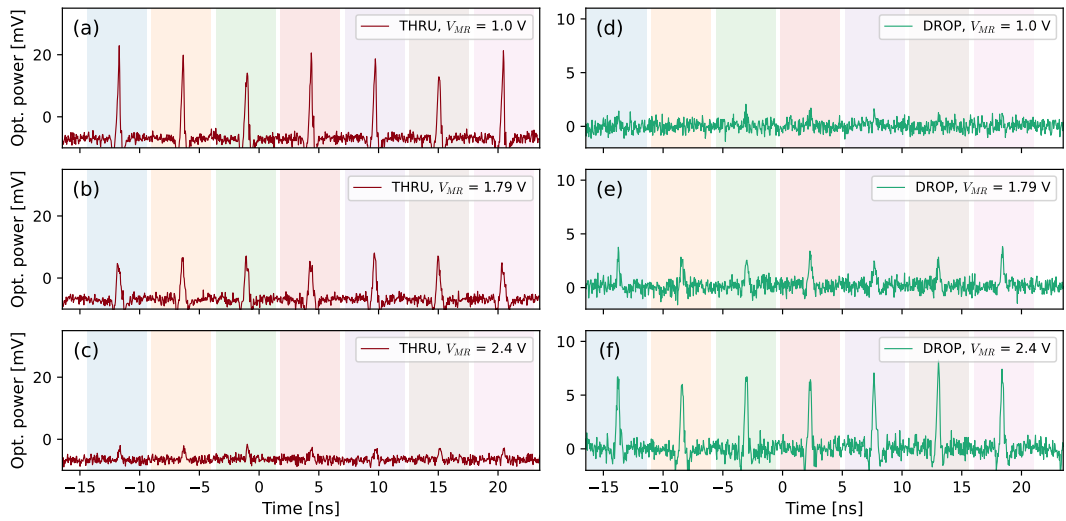 (a)
THRU, V_MR = 1.0 V
Opt. power [mV]
20
0
(d)
DROP, V_MR = 1.0 V
10
5
0
(b)
THRU, V_MR = 1.79 V
Opt. power [mV]
20
0
(e)
DROP, V_MR = 1.79 V
10
5
0
(c)
THRU, V_MR = 2.4 V
Opt. power [mV]
20
0
−15 −10 −5 0 5 10 15 20
Time [ns]
(f)
DROP, V_MR = 2.4 V
10
5
0
−15 −10 −5 0 5 10 15 20
Time [ns]